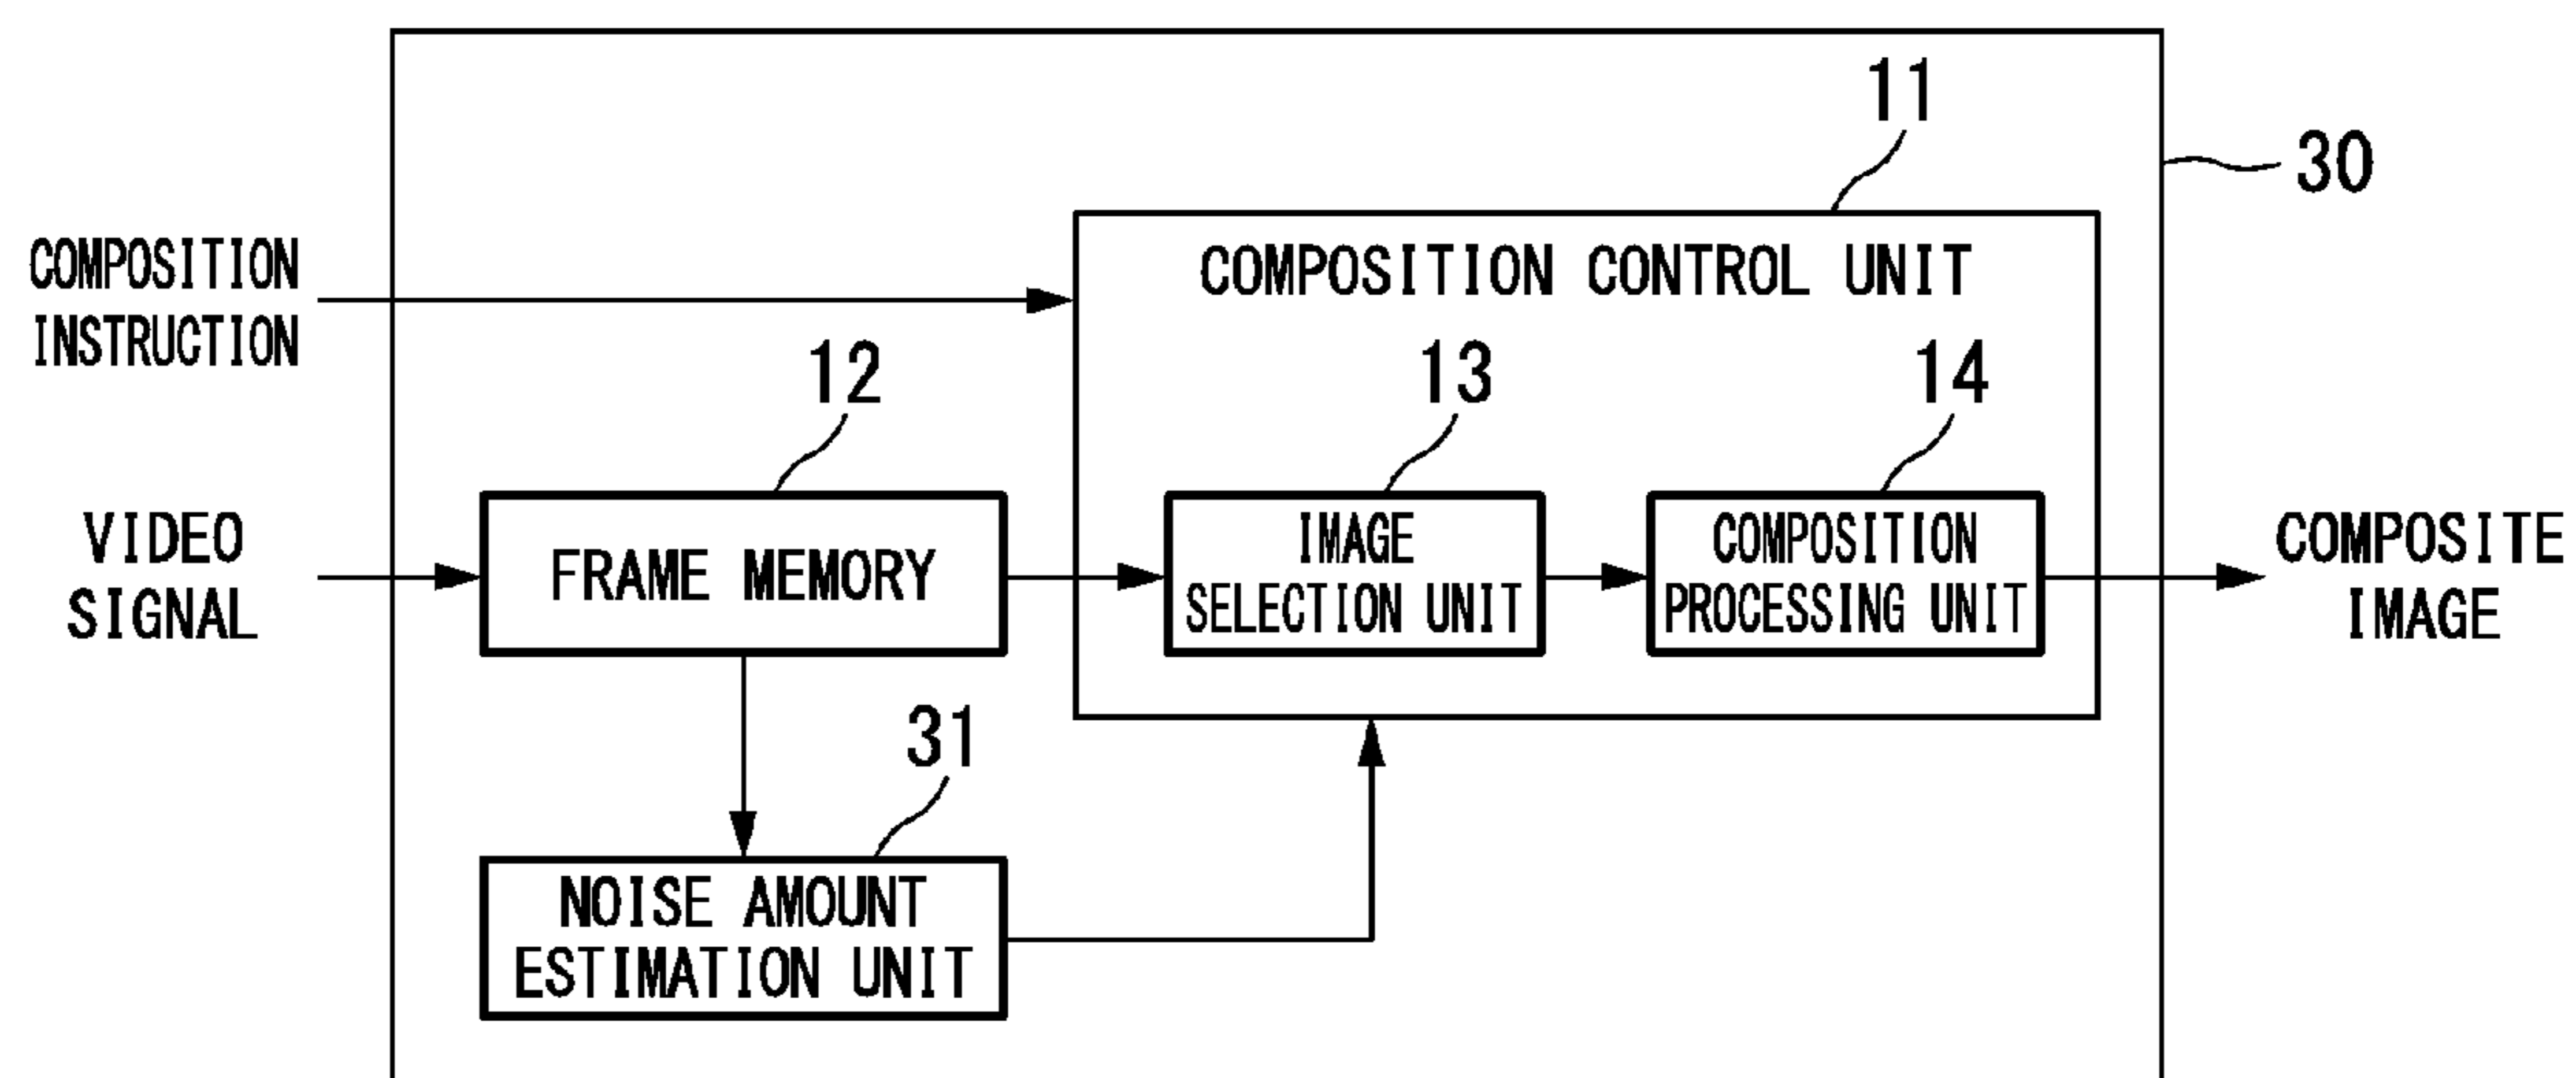 11
30
COMPOSITION
INSTRUCTION
COMPOSITION CONTROL UNIT
12
13
14
VIDEO
SIGNAL
FRAME MEMORY
IMAGE
SELECTION UNIT
COMPOSITION
PROCESSING UNIT
COMPOSITE
IMAGE
31
NOISE AMOUNT
ESTIMATION UNIT